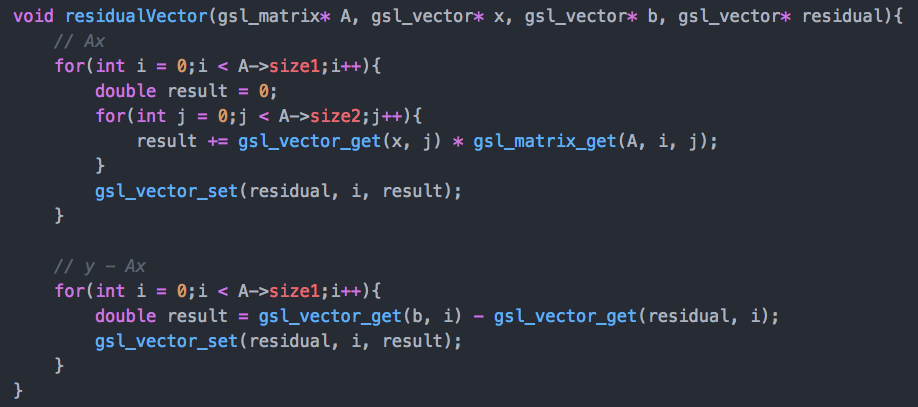 void residualVector(gsl_matrix* A, gsl_vector* x, gsl_vector* b, gsl_vector* residual){
    // Ax
    for(int i = 0;i < A->size1;i++){
        double result = 0;
        for(int j = 0;j < A->size2;j++){
            result += gsl_vector_get(x, j) * gsl_matrix_get(A, i, j);
        }
        gsl_vector_set(residual, i, result);
    }

    // y - Ax
    for(int i = 0;i < A->size1;i++){
        double result = gsl_vector_get(b, i) - gsl_vector_get(residual, i);
        gsl_vector_set(residual, i, result);
    }
}